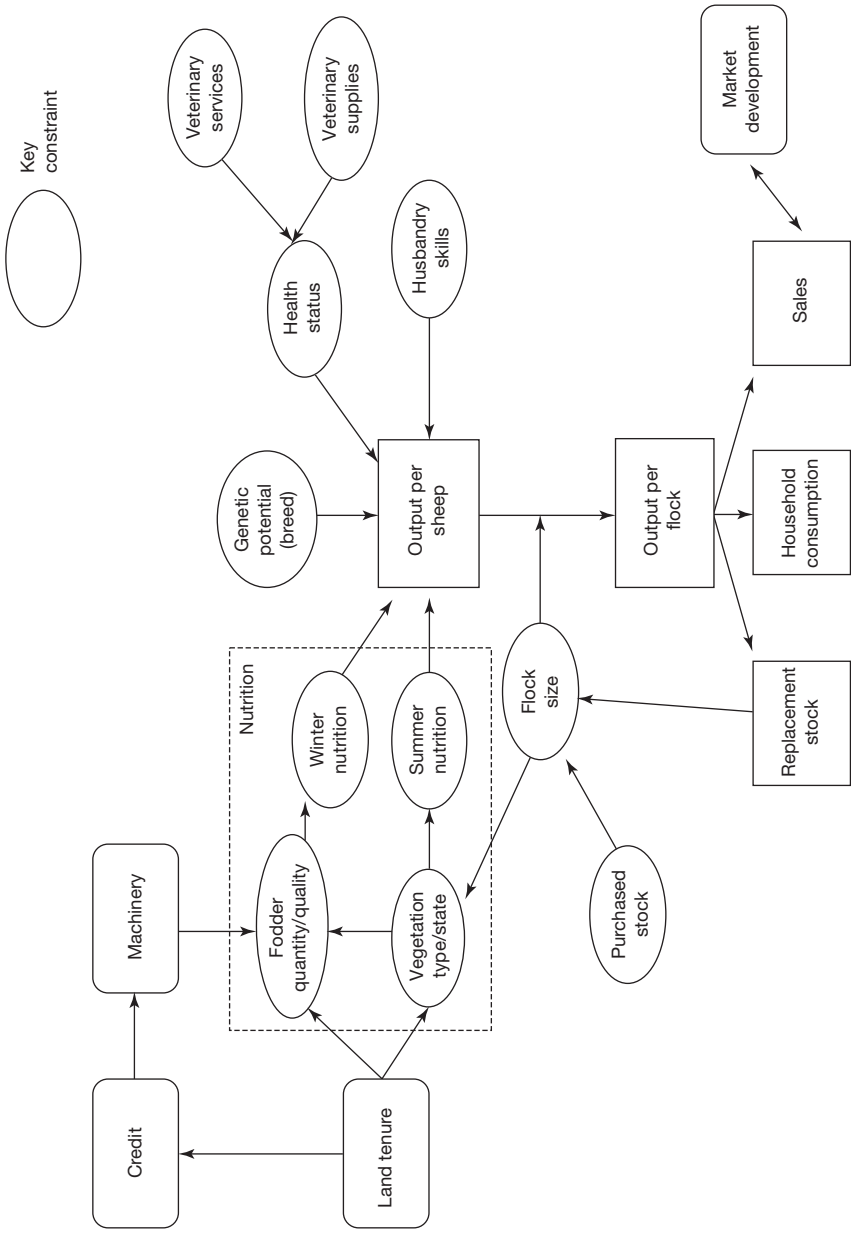 Key
constraint
Veterinary
services
Veterinary
supplies
Health
status
Husbandry
skills
Genetic
potential
(breed)
Output per
sheep
Nutrition
Winter
nutrition
Summer
nutrition
Fodder
quantity/quality
Vegetation
type/state
Machinery
Credit
Land tenure
Flock
size
Purchased
stock
Output per
flock
Replacement
stock
Household
consumption
Sales
Market
development